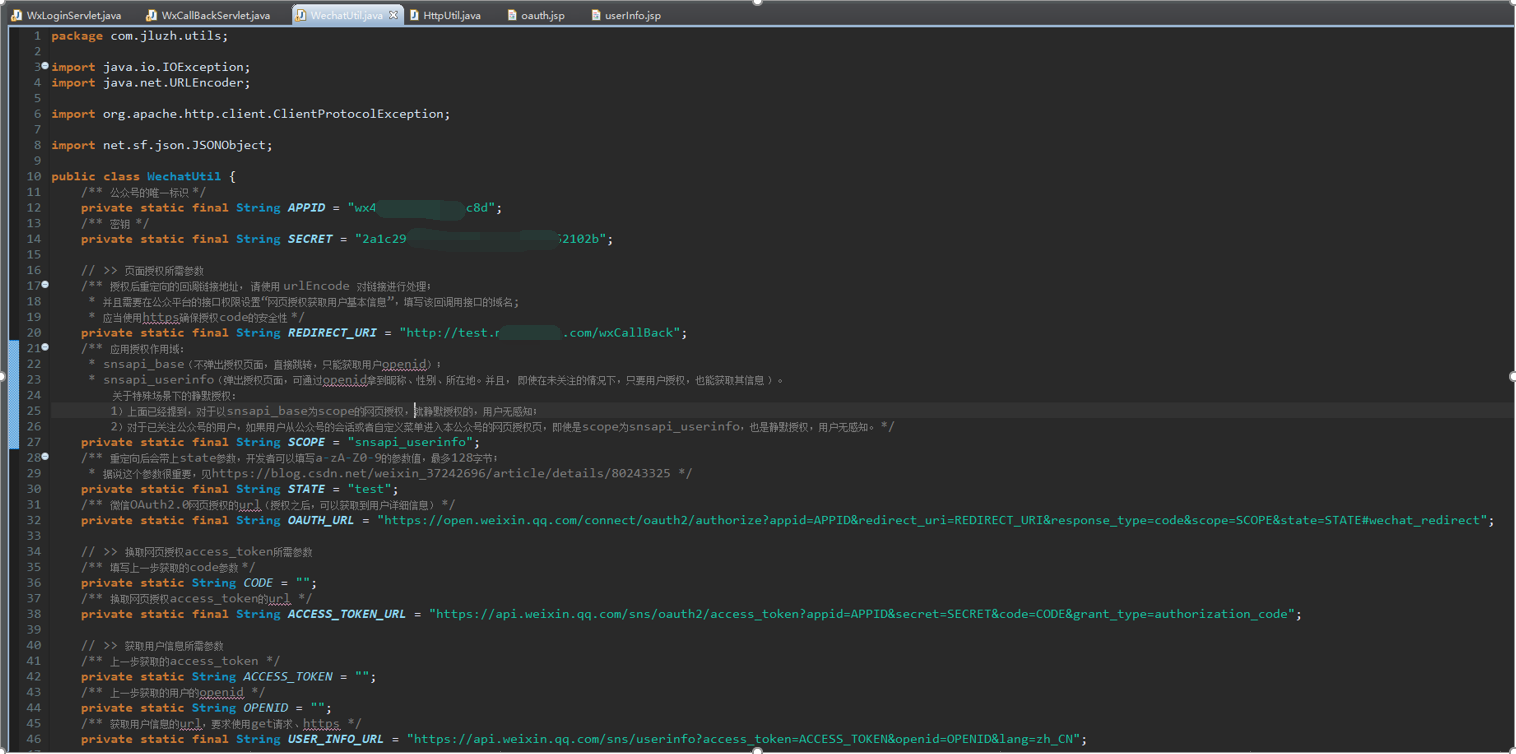 WxLoginServlet.java WxCallBackServlet.java WechatUtil.java HttpUtil.java oauth.jsp userInfo.jsp
1 package com.jluzh.utils;
2
3 import java.io.IOException;
4 import java.net.URLEncoder;
5
6 import org.apache.http.client.ClientProtocolException;
7
8 import net.sf.json.JSONObject;
9
10 public class WechatUtil {
11 /** 公众号的唯一标识 */
12 private static final String APPID = "wx4 c8d";
13 /** 密钥 */
14 private static final String SECRET = "2a1c29 62102b";
15
16 // >> 页面授权所需参数
17 /** 授权后重定向的回调链接地址，请使用 urlEncode 对链接进行处理；
18 * 并且需要在公众平台的接口权限设置“网页授权获取用户基本信息”，填写该回调用接口的域名；
19 * 应当使用https确保授权code的安全性 */
20 private static final String REDIRECT_URI = "http://test. .com/wxCallBack";
21 /** 应用授权作用域：
22 * snsapi_base（不弹出授权页面，直接跳转，只能获取用户openid）；
23 * snsapi_userinfo（弹出授权页面，可通过openid拿到昵称、性别、所在地。并且， 即使在未关注的情况下，只要用户授权，也能获取其信息 ）。
24 关于特殊场景下的静默授权：
25 1）上面已经提到，对于以snsapi_base为scope的网页授权，就静默授权的，用户无感知；
26 2）对于已关注公众号的用户，如果用户从公众号的会话或者自定义菜单进入本公众号的网页授权页，即使是scope为snsapi_userinfo，也是静默授权，用户无感知。 */
27 private static final String SCOPE = "snsapi_userinfo";
28 /** 重定向后会带上state参数，开发者可以填写a-zA-Z0-9的参数值，最多128字节；
29 * 据说这个参数很重要，见https://blog.csdn.net/weixin_37242696/article/details/80243325 */
30 private static final String STATE = "test";
31 /** 微信OAuth2.0网页授权的url（授权之后，可以获取到用户详细信息） */
32 private static final String OAUTH_URL = "https://open.weixin.qq.com/connect/oauth2/authorize?appid=APPID&redirect_uri=REDIRECT_URI&response_type=code&scope=SCOPE&state=STATE#wechat_redirect";
33
34 // >> 换取网页授权access_token所需参数
35 /** 填写上一步获取的code参数 */
36 private static String CODE = "";
37 /** 换取网页授权access_token的url */
38 private static final String ACCESS_TOKEN_URL = "https://api.weixin.qq.com/sns/oauth2/access_token?appid=APPID&secret=SECRET&code=CODE&grant_type=authorization_code";
39
40 // >> 获取用户信息所需参数
41 /** 上一步获取的access_token */
42 private static String ACCESS_TOKEN = "";
43 /** 上一步获取的用户的openid */
44 private static String OPENID = "";
45 /** 获取用户信息的url，要求使用get请求、https */
46 private static final String USER_INFO_URL = "https://api.weixin.qq.com/sns/userinfo?access_token=ACCESS_TOKEN&openid=OPENID&lang=zh_CN";